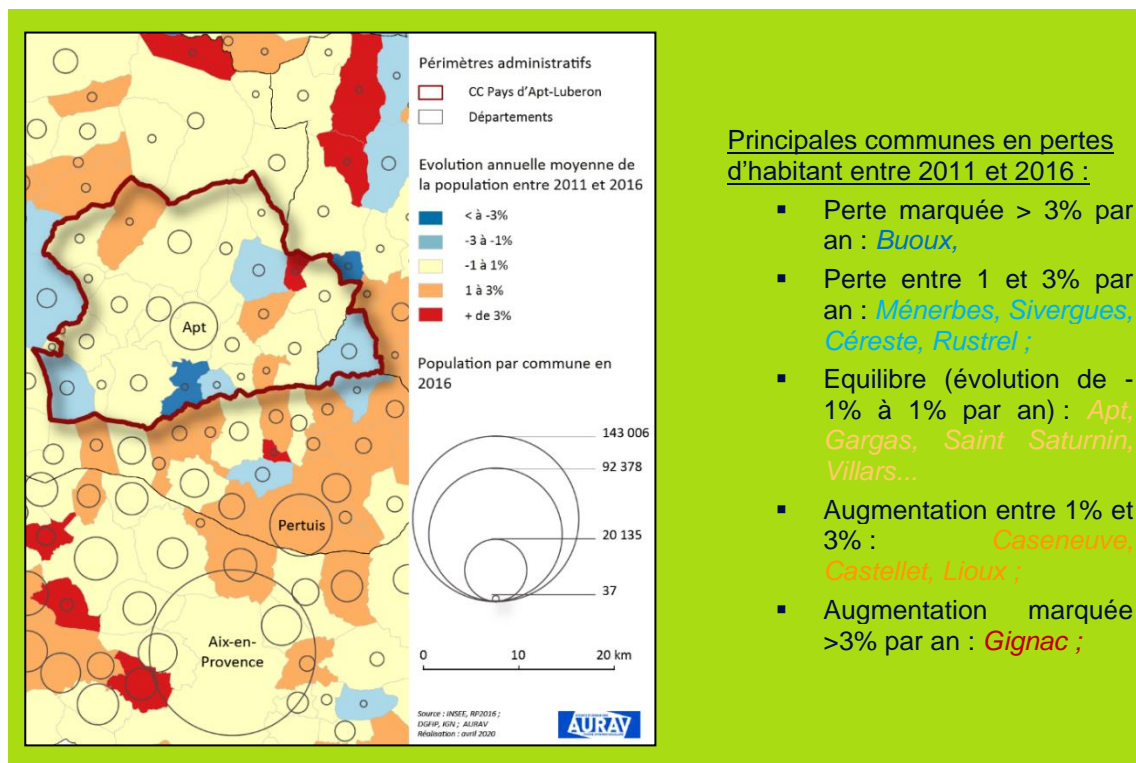 Périmètres administratifs
CC Pays d'Apt-Luberon
Départements
Evolution annuelle moyenne de
la population entre 2011 et 2016
< à -3%
-3 à -1%
-1 à 1%
1 à 3%
+ de 3%
Population par commune en
2016
143 006
92 378
20 135
37
0 10 20 km
Source : INSEE, RP2016 ;
DGFIP, IGN ; AURAV
Réalisation : avril 2020
AURAV
Apt
Pertuis
Aix-en-
Provence
Principales communes en pertes
d'habitant entre 2011 et 2016 :
▪ Perte marquée > 3% par
an : Buoux,
▪ Perte entre 1 et 3% par
an : Ménerbes, Sivergues,
Céreste, Rustrel ;
▪ Equilibre (évolution de -
1% à 1% par an) : Apt,
Gargas, Saint Saturnin,
Villars...
▪ Augmentation entre 1% et
3% : Caseneuve,
Castellet, Lioux ;
▪ Augmentation marquée
>3% par an : Gignac ;